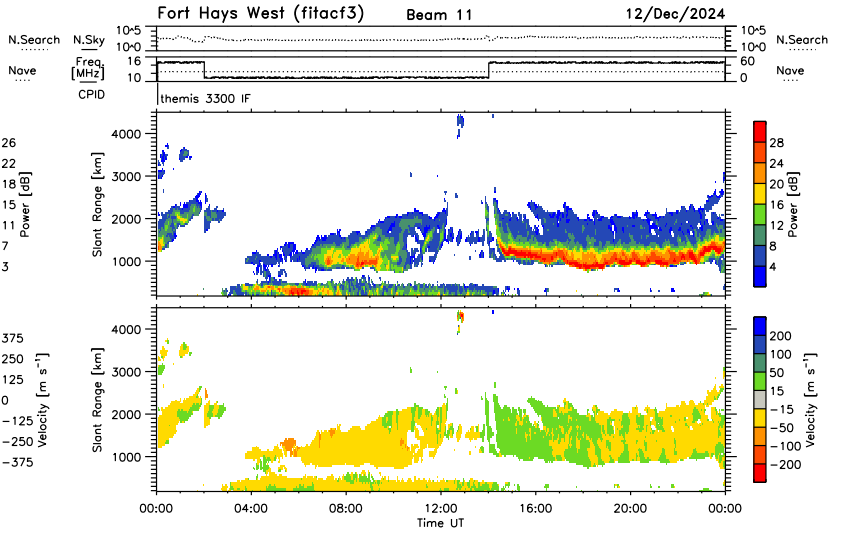 Fort Hays West (fitacf3) Beam 11 12/Dec/2024
N.Search N.Sky 10^5 10^0 10^5 10^0 N.Search
Nave Freq. [MHz] 16 10 60 0 Nave
CPID themis 3300 IF
26 22 18 15 11 7 3
Power [dB]
Slant Range [km]
4000 3000 2000 1000
28 24 20 16 12 8 4
Power [dB]
375 250 125 0 −125 −250 −375
Velocity [m s⁻¹]
Slant Range [km]
4000 3000 2000 1000
200 100 50 15 −15 −50 −100 −200
Velocity [m s⁻¹]
00:00 04:00 08:00 12:00 16:00 20:00 00:00
Time UT